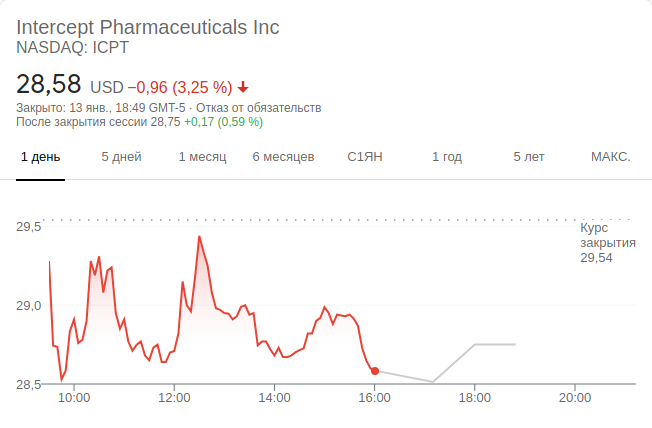 Intercept Pharmaceuticals Inc
NASDAQ: ICPT
28,58 USD −0,96 (3,25 %)
Закрыто: 13 янв., 18:49 GMT-5 · Отказ от обязательств
После закрытия сессии 28,75 +0,17 (0,59 %)
1 день 5 дней 1 месяц 6 месяцев С1ЯН 1 год 5 лет МАКС.
29,5
Курс
закрытия
29,54
29,0
28,5
10:00 12:00 14:00 16:00 18:00 20:00